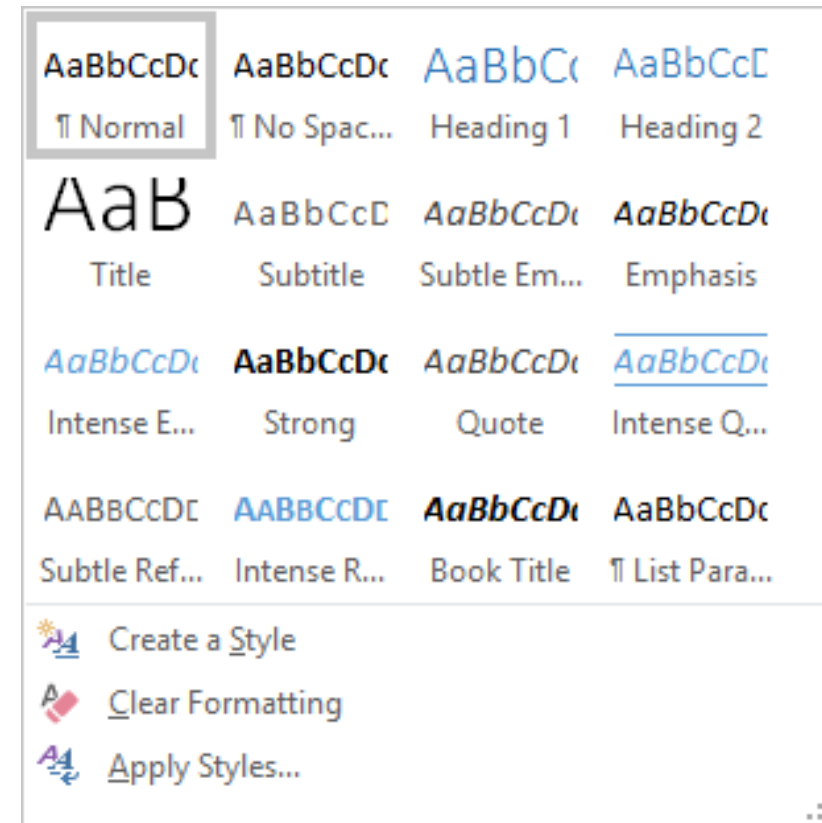 AaBbCcDc AaBbCcDc AaBbC AaBbCcD
¶ Normal ¶ No Spac... Heading 1 Heading 2
AaB AaBbCcD AaBbCcDc AaBbCcDc
Title Subtitle Subtle Em... Emphasis
AaBbCcDc AaBbCcDc AaBbCcDc AaBbCcDc
Intense E... Strong Quote Intense Q...
AABBCCDD AABBCCDD AaBbCcDc AaBbCcDc
Subtle Ref... Intense R... Book Title ¶ List Para...
Create a Style
Clear Formatting
Apply Styles...